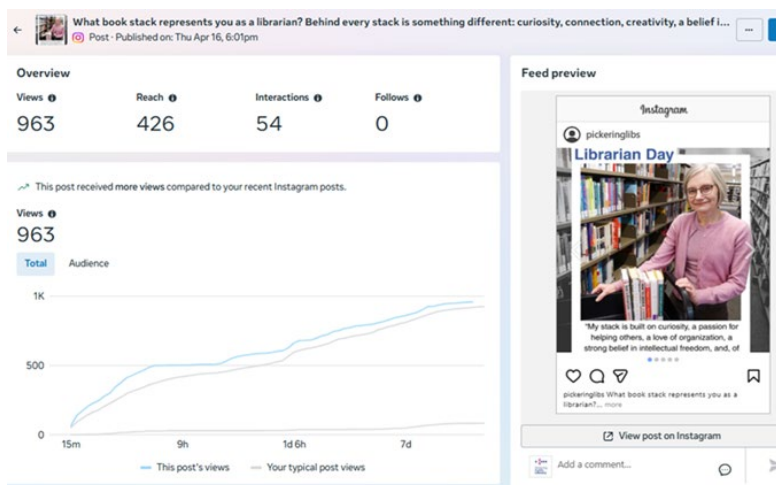 What book stack represents you as a librarian? Behind every stack is something different: curiosity, connection, creativity, a belief i...
Post · Published on: Thu Apr 16, 6:01pm
...
Overview
Views
Reach
Interactions
Follows
963
426
54
0
This post received more views compared to your recent Instagram posts.
Views
963
Total
Audience
1K
500
0
15m
9h
1d 6h
7d
This post's views
Your typical post views
Feed preview
Instagram
pickeringlibs
Librarian Day
"My stack is built on curiosity, a passion for
helping others, a love of organization, a
strong belief in intellectual freedom, and, of
pickeringlibs What book stack represents you as a
librarian?... more
View post on Instagram
Add a comment...